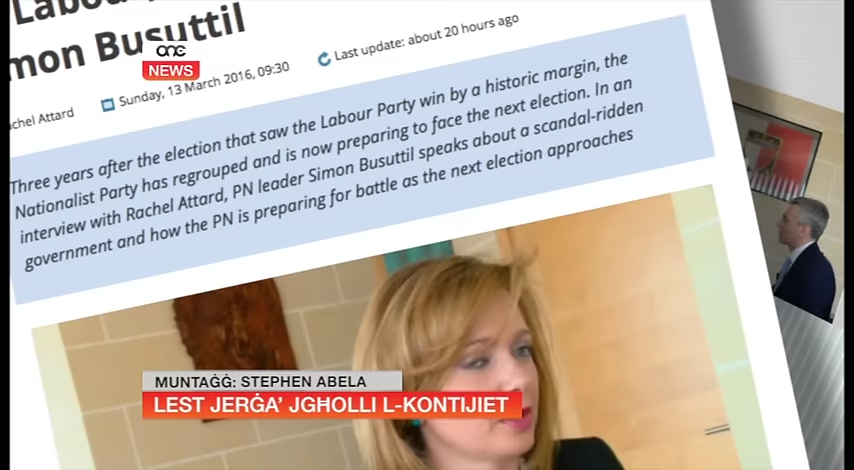 Simon Busuttil
one
NEWS
Rachel Attard
Sunday, 13 March 2016, 09:30
Last update: about 20 hours ago
Three years after the election that saw the Labour Party win by a historic margin, the
Nationalist Party has regrouped and is now preparing to face the next election. In an
interview with Rachel Attard, PN leader Simon Busuttil speaks about a scandal-ridden
government and how the PN is preparing for battle as the next election approaches
MUNTAĠĠ: STEPHEN ABELA
LEST JERĠA' JGHOLLI L-KONTIJIET